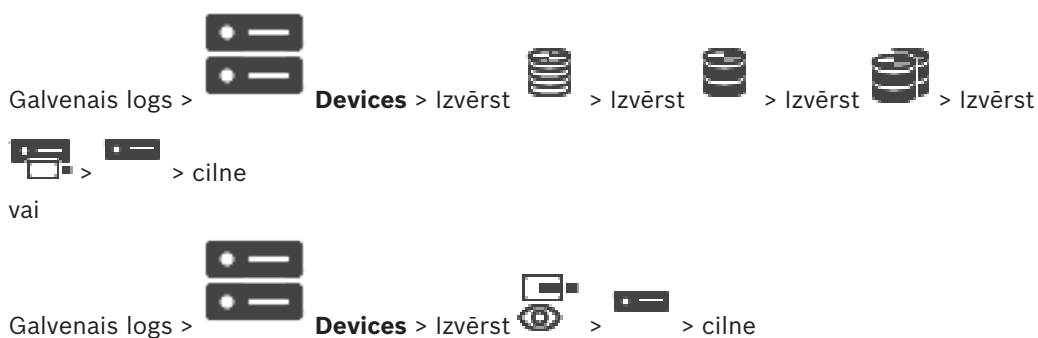 Galvenais logs > Devices > Izvērst > Izvērst > Izvērst > Izvērst
> > cilne
vai
Galvenais logs > Devices > Izvērst > > cilne